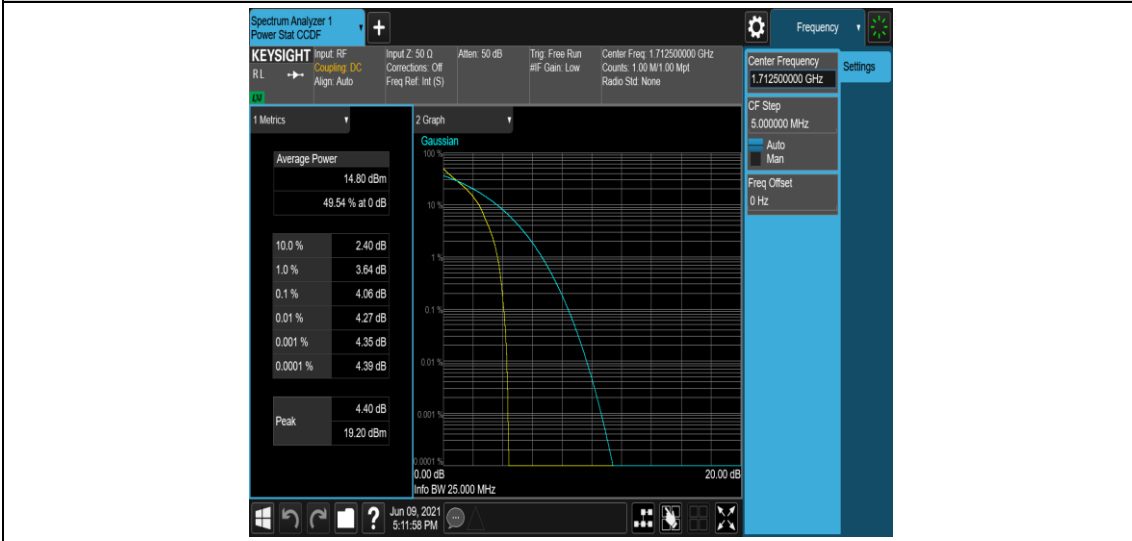 Spectrum Analyzer 1
Power Stat CCDF
Frequency
KEYSIGHT
Input: RF
Coupling: DC
Align: Auto
RL
LXI
Input Z: 50 Ω
Corrections: Off
Freq Ref: Int (S)
Atten: 50 dB
Trig: Free Run
#IF Gain: Low
Center Freq: 1.712500000 GHz
Counts: 1.00 M/1.00 Mpt
Radio Std: None
1 Metrics
Average Power
14.80 dBm
49.54 % at 0 dB
10.0 % 2.40 dB
1.0 % 3.64 dB
0.1 % 4.06 dB
0.01 % 4.27 dB
0.001 % 4.35 dB
0.0001 % 4.39 dB
Peak
4.40 dB
19.20 dBm
2 Graph
Gaussian
100 %
10 %
1 %
0.1 %
0.01 %
0.001 %
0.0001 %
0.00 dB 20.00 dB
Info BW 25.000 MHz
Center Frequency
1.712500000 GHz
Settings
CF Step
5.000000 MHz
Auto
Man
Freq Offset
0 Hz
?
Jun 09, 2021
5:11:58 PM